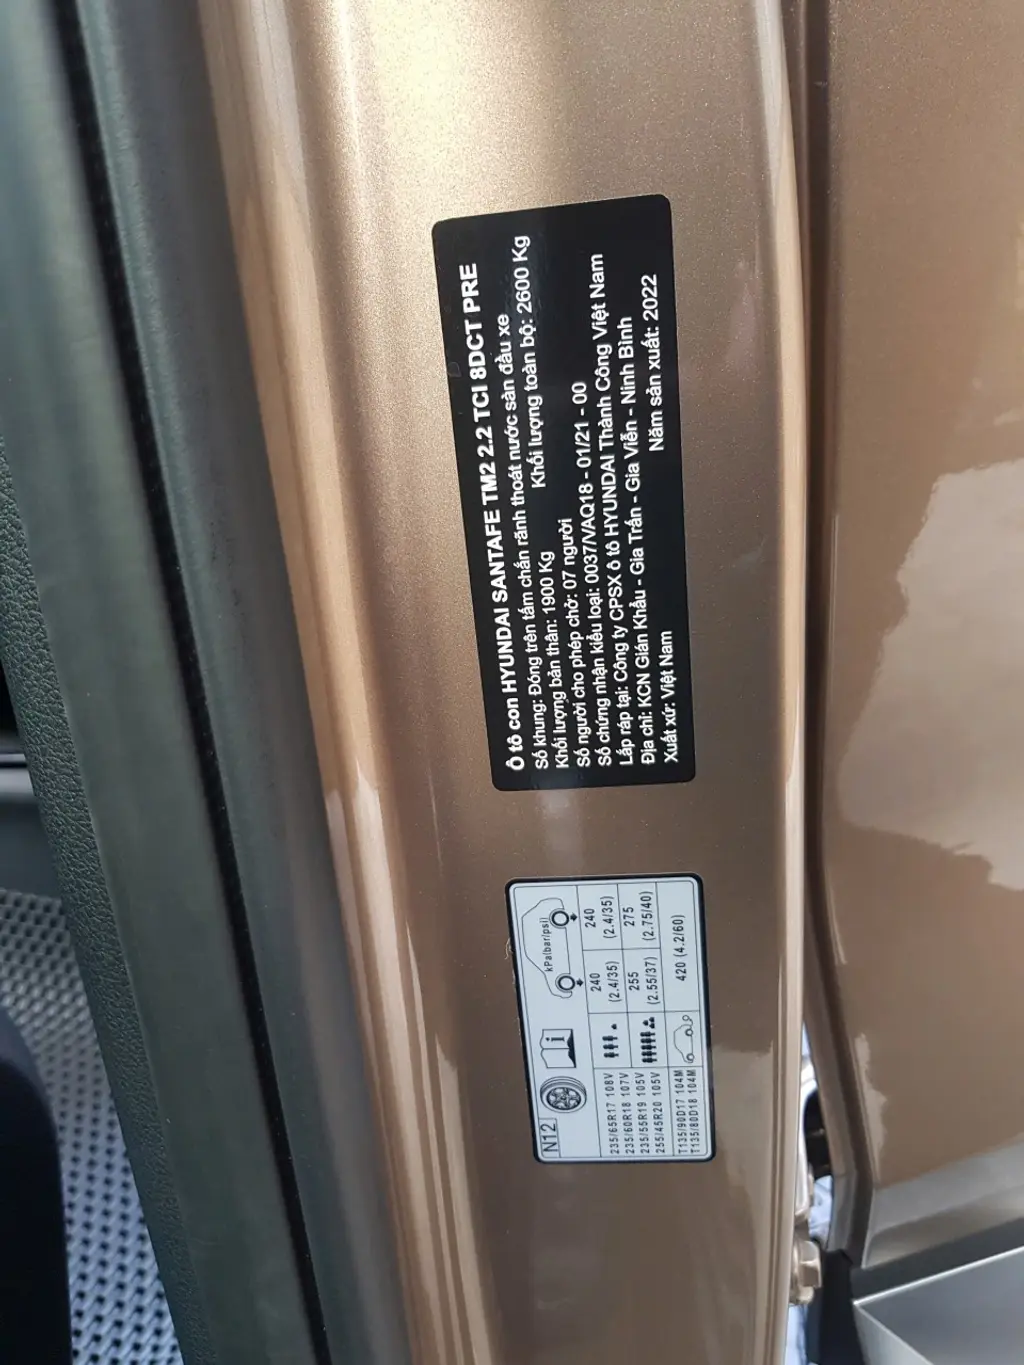 Ô tô con HYUNDAI SANTAFE TM2 2.2 TCI 8DCT PRE
Số khung: Đóng trên tấm chắn rãnh thoát nước sàn đầu xe
Khối lượng bản thân: 1900 Kg Khối lượng toàn bộ: 2600 Kg
Số người cho phép chở: 07 người
Số chứng nhận kiểu loại: 0037/VAQ18 - 01/21 - 00
Lắp ráp tại: Công ty CPSX ô tô HYUNDAI Thành Công Việt Nam
Địa chỉ: KCN Gián Khẩu - Gia Trấn - Gia Viễn - Ninh Bình
Xuất xứ: Việt Nam Năm sản xuất: 2022
N12 i kPa(bar/psi)
235/65R17 108V 240 240
235/60R18 107V (2.4/35) (2.4/35)
235/55R19 105V 255 275
255/45R20 105V (2.55/37) (2.75/40)
T135/90D17 104M 420 (4.2/60)
T135/80D18 104M